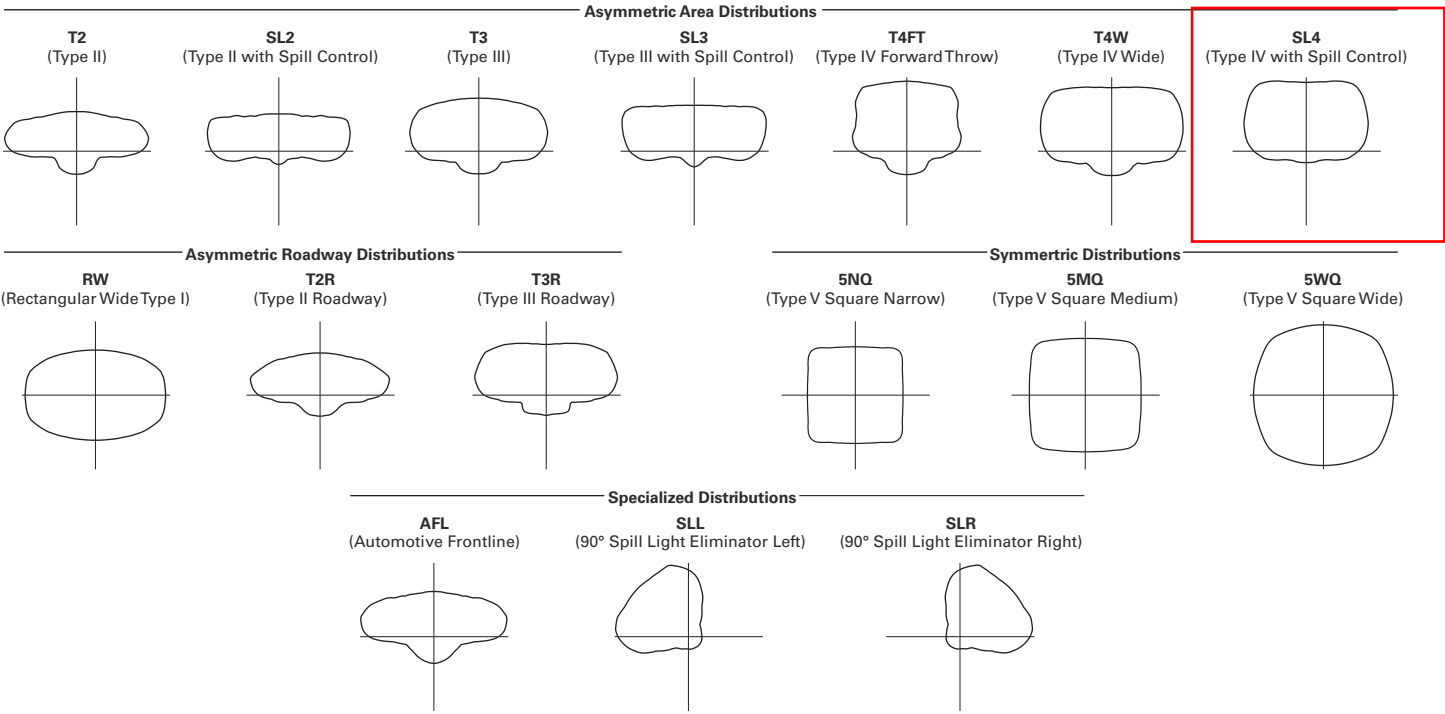 Asymmetric Area Distributions
T2 SL2 T3 SL3 T4FT T4W SL4
(Type II) (Type II with Spill Control) (Type III) (Type III with Spill Control) (Type IV Forward Throw) (Type IV Wide) (Type IV with Spill Control)
Asymmetric Roadway Distributions Symmertric Distributions
RW T2R T3R 5NQ 5MQ 5WQ
(Rectangular Wide Type I) (Type II Roadway) (Type III Roadway) (Type V Square Narrow) (Type V Square Medium) (Type V Square Wide)
Specialized Distributions
AFL SLL SLR
(Automotive Frontline) (90° Spill Light Eliminator Left) (90° Spill Light Eliminator Right)